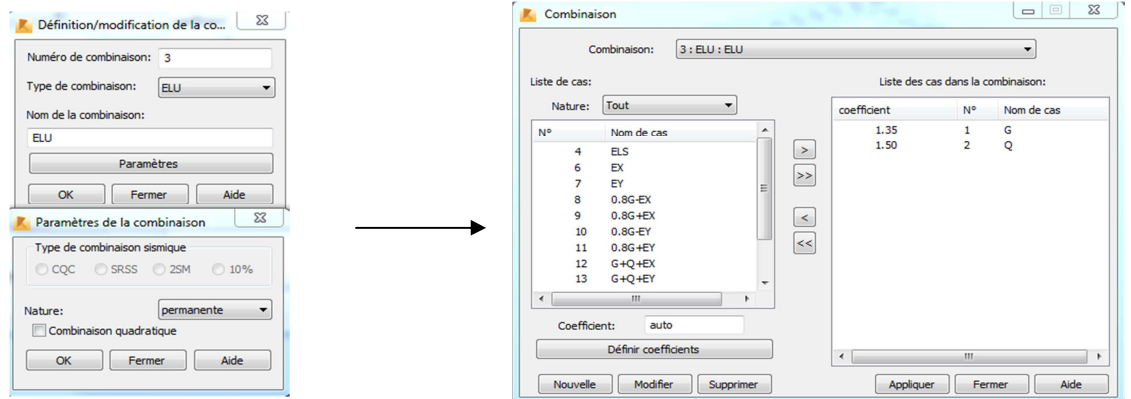 Définition/modification de la co...
Numéro de combinaison: 3
Type de combinaison: ELU
Nom de la combinaison:
ELU
Paramètres
OK Fermer Aide
Paramètres de la combinaison
Type de combinaison sismique
CQC SRSS 2SM 10%
Nature: permanente
Combinaison quadratique
OK Fermer Aide
Combinaison
Combinaison: 3 : ELU : ELU
Liste de cas:
Nature: Tout
N° Nom de cas
4 ELS
6 EX
7 EY
8 0.8G-EX
9 0.8G+EX
10 0.8G-EY
11 0.8G+EY
12 G+Q+EX
13 G+Q+EY
Coefficient: auto
Définir coefficients
Nouvelle Modifier Supprimer
>
>>
<
<<
Liste des cas dans la combinaison:
coefficient N° Nom de cas
1.35 1 G
1.50 2 Q
Appliquer Fermer Aide